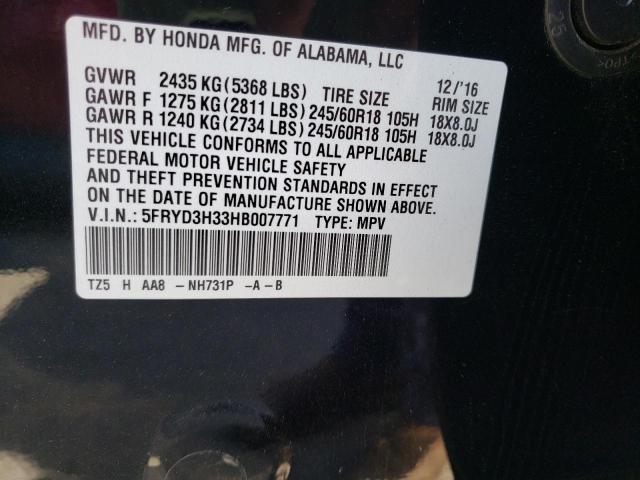 MFD. BY HONDA MFG. OF ALABAMA, LLC
GVWR 2435 KG (5368 LBS) TIRE SIZE 12/'16 RIM SIZE
GAWR F 1275 KG (2811 LBS) 245/60R18 105H 18X8.0J
GAWR R 1240 KG (2734 LBS) 245/60R18 105H 18X8.0J
THIS VEHICLE CONFORMS TO ALL APPLICABLE
FEDERAL MOTOR VEHICLE SAFETY
AND THEFT PREVENTION STANDARDS IN EFFECT
ON THE DATE OF MANUFACTURE SHOWN ABOVE.
V.I.N.: 5FRYD3H33HB007771 TYPE: MPV
TZ5 H AA8 -NH731P -A-B
25